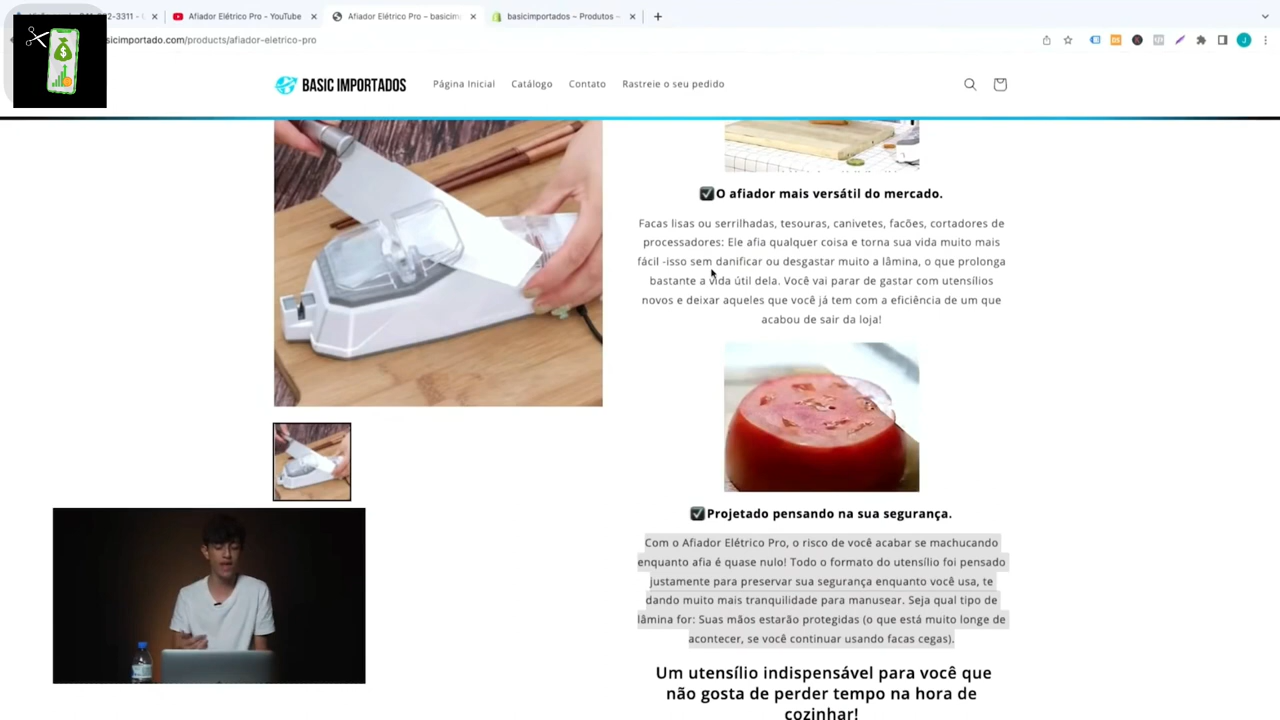 Afiador Elétrico Pro - YouTube
Afiador Elétrico Pro – basicim
basicimportados ~ Produtos ~
sicimportado.com/products/afiador-eletrico-pro
BASIC IMPORTADOS
Página Inicial
Catálogo
Contato
Rastreie o seu pedido
O afiador mais versátil do mercado.
Facas lisas ou serrilhadas, tesouras, canivetes, facões, cortadores de
processadores: Ele afia qualquer coisa e torna sua vida muito mais
fácil -isso sem danificar ou desgastar muito a lâmina, o que prolonga
bastante a vida útil dela. Você vai parar de gastar com utensílios
novos e deixar aqueles que você já tem com a eficiência de um que
acabou de sair da loja!
Projetado pensando na sua segurança.
Com o Afiador Elétrico Pro, o risco de você acabar se machucando
enquanto afia é quase nulo! Todo o formato do utensílio foi pensado
justamente para preservar sua segurança enquanto você usa, te
dando muito mais tranquilidade para manusear. Seja qual tipo de
lâmina for: Suas mãos estarão protegidas (o que está muito longe de
acontecer, se você continuar usando facas cegas).
Um utensílio indispensável para você que
não gosta de perder tempo na hora de
cozinhar!